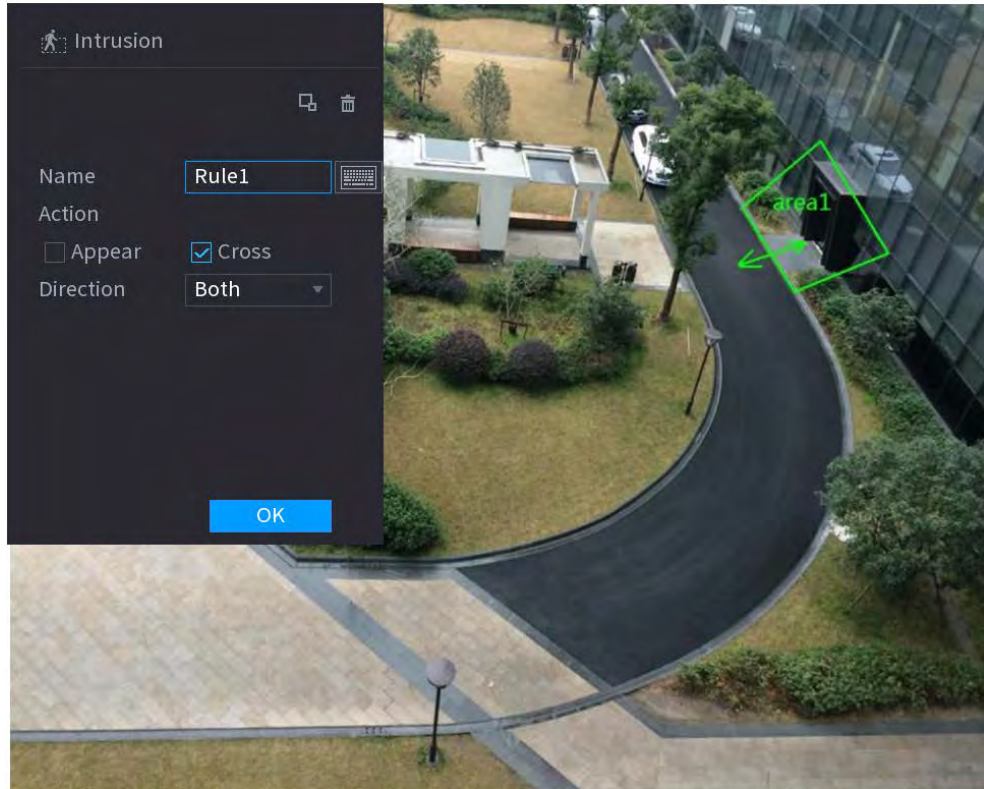 Intrusion
Name Rule1
Action
Appear Cross
Direction Both
OK
area1